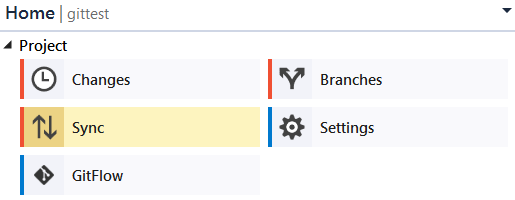 Home | gittest
Project
Changes
Branches
Sync
Settings
GitFlow